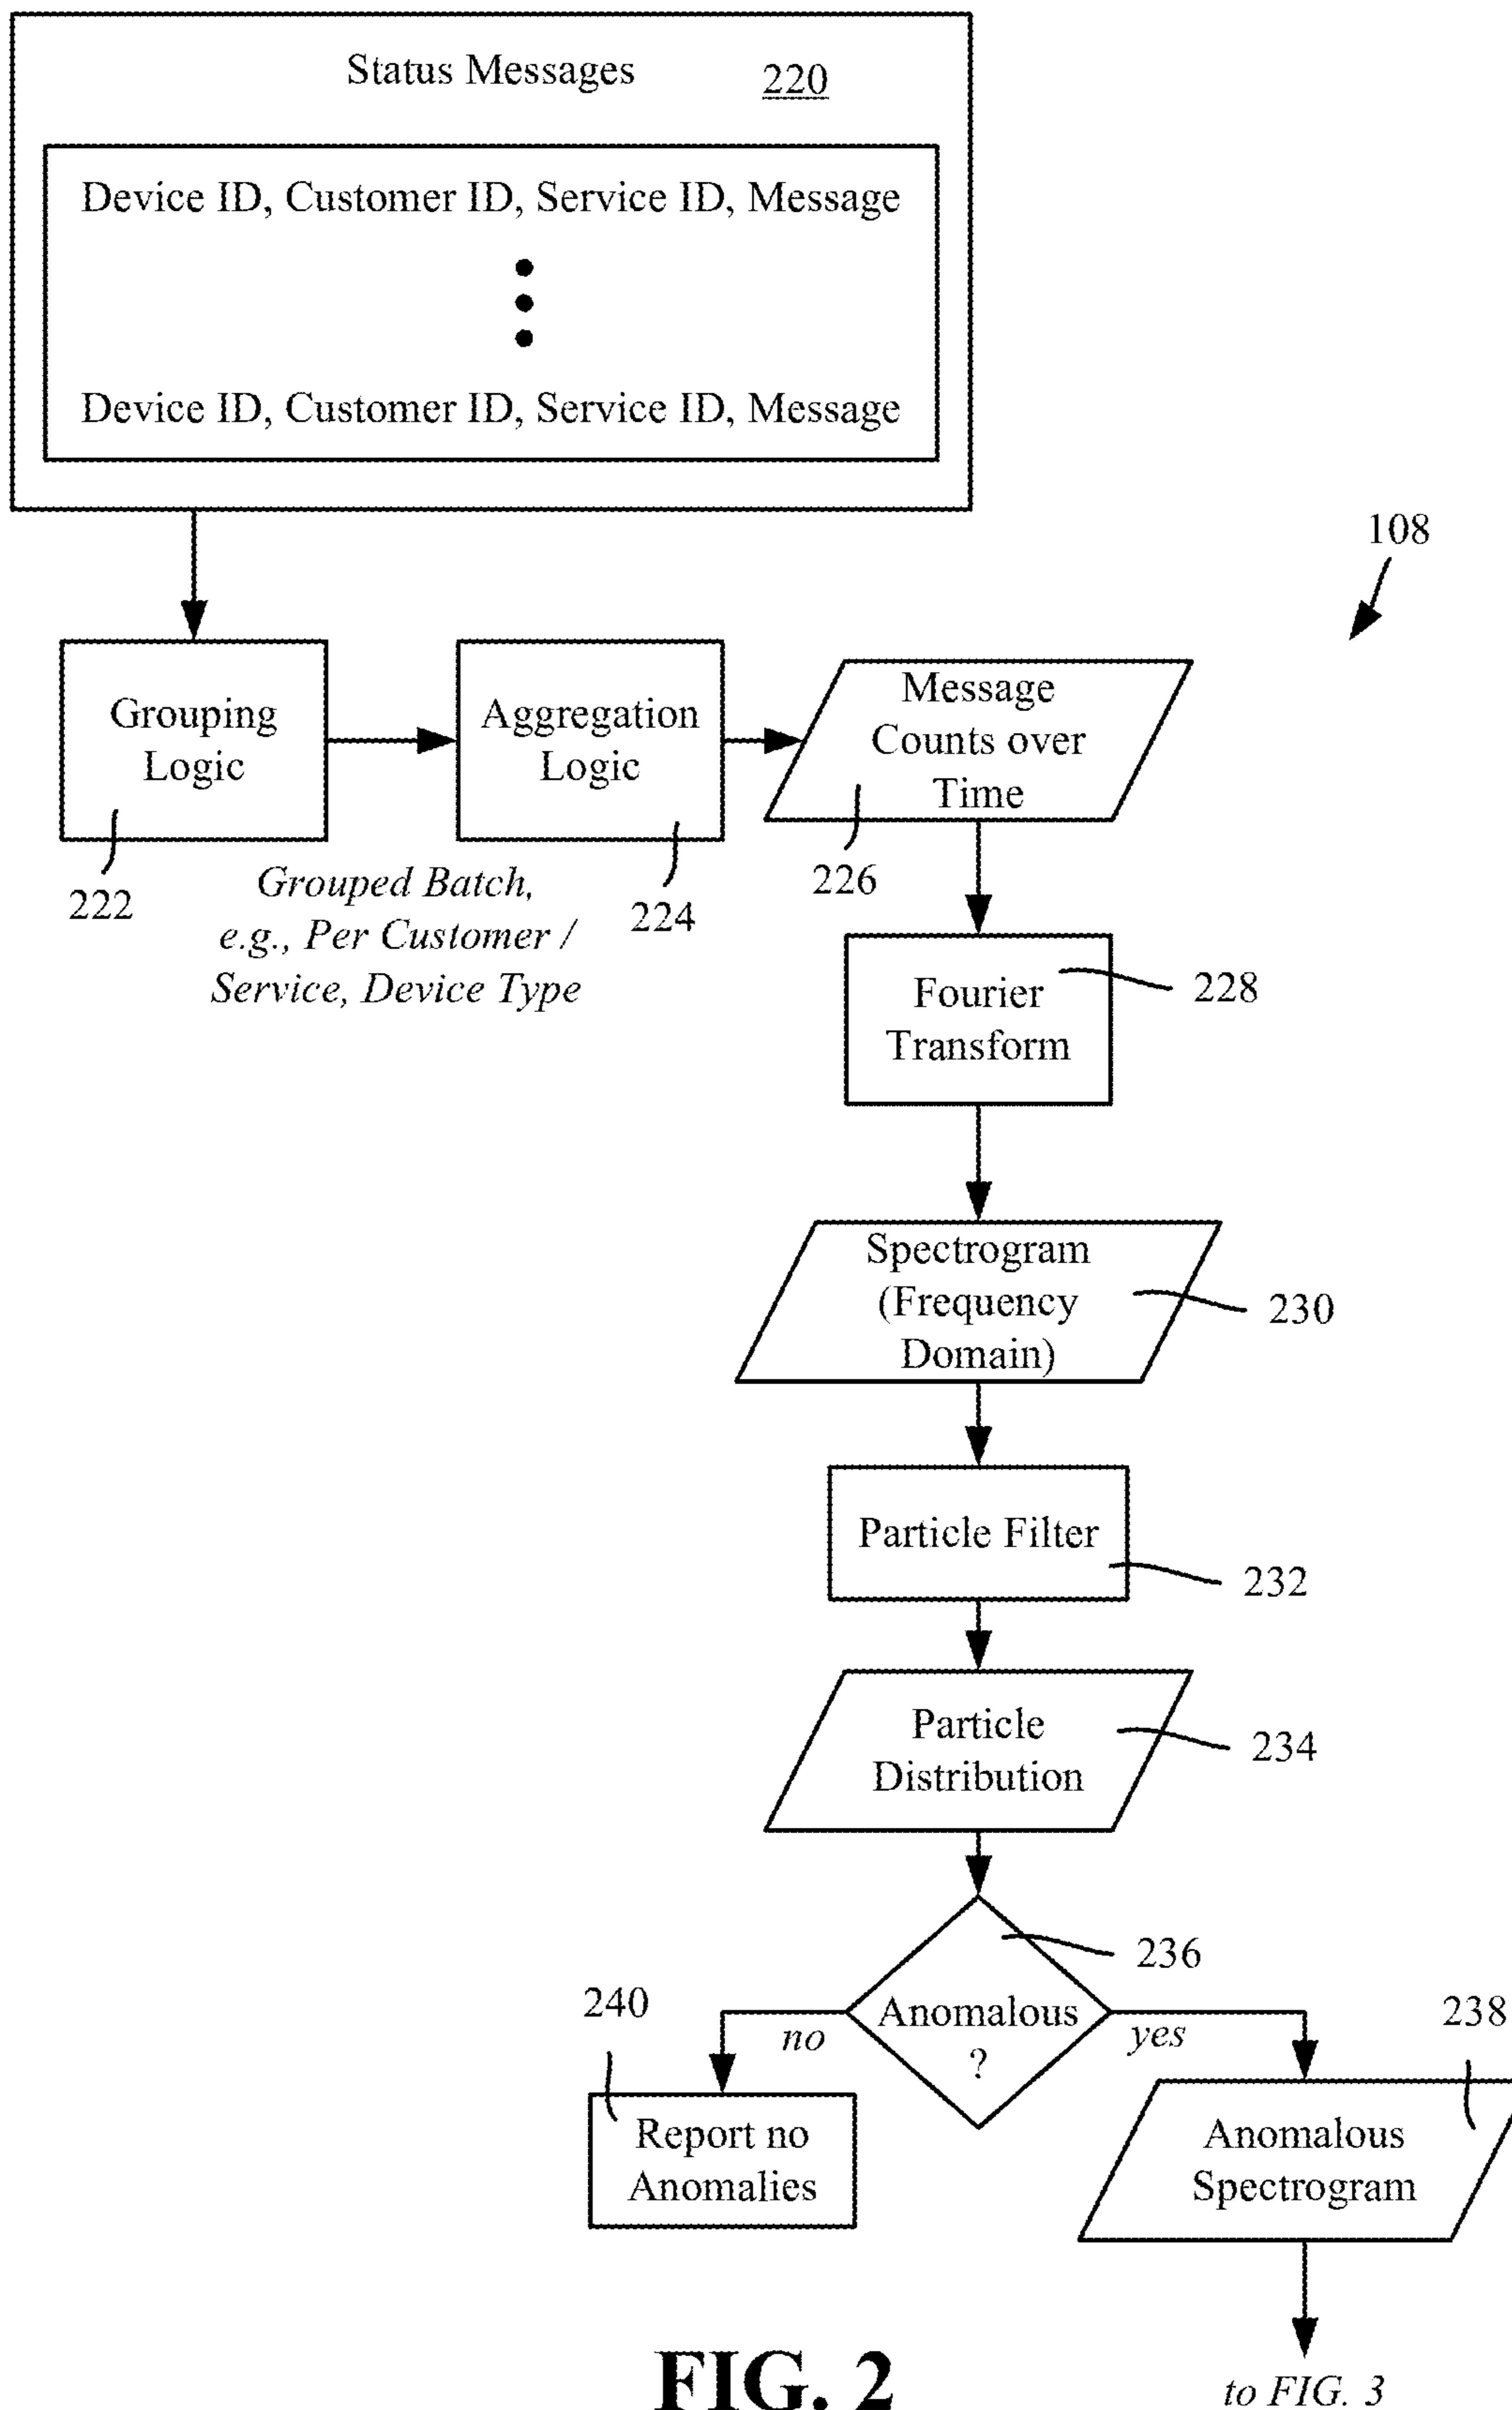 Status Messages 220
Device ID, Customer ID, Service ID, Message
Device ID, Customer ID, Service ID, Message
108
Grouping
Logic
222
Grouped Batch,
e.g., Per Customer /
Service, Device Type
Aggregation
Logic
224
Message
Counts over
Time
226
Fourier
Transform
228
Spectrogram
(Frequency
Domain)
230
Particle Filter
232
Particle
Distribution
234
236
Anomalous
?
no
yes
240
Report no
Anomalies
238
Anomalous
Spectrogram
to FIG. 3
FIG. 2